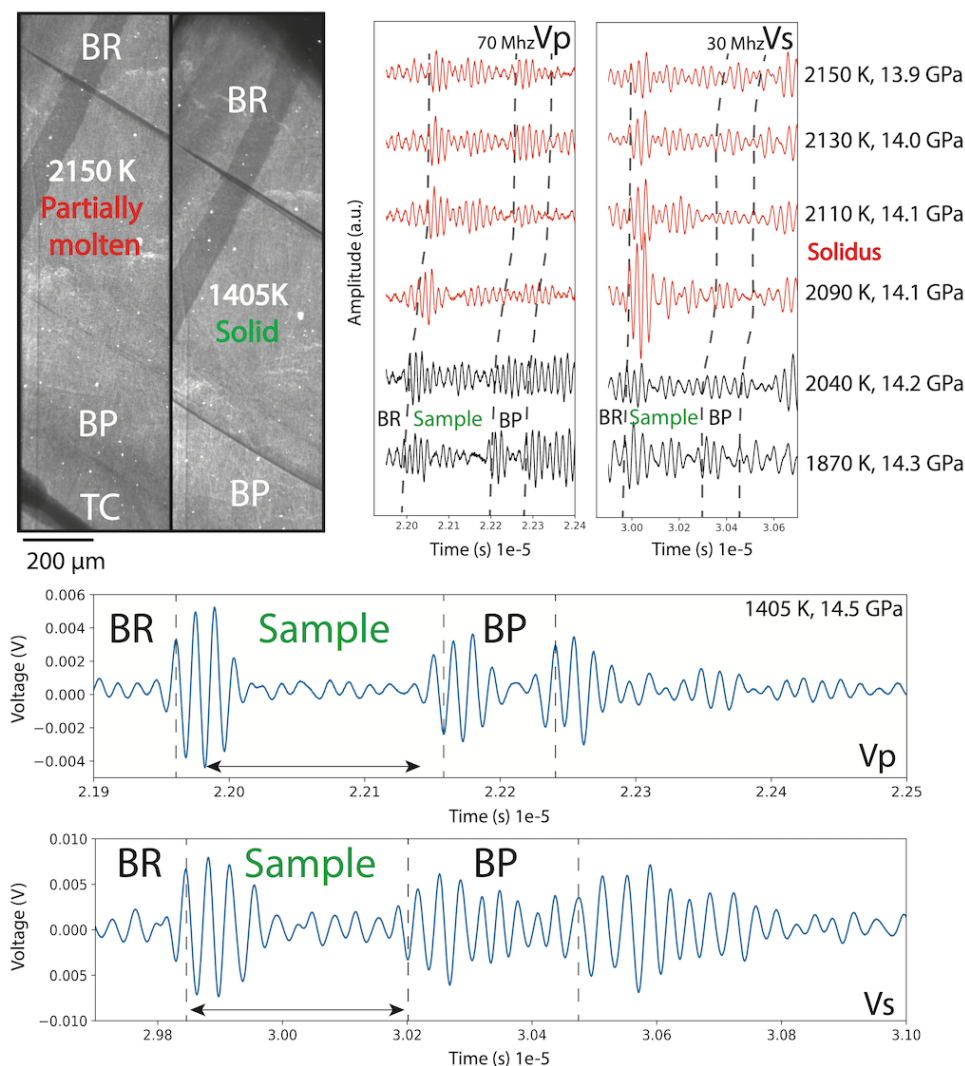 BR
2150 K
Partially
molten
BP
TC
BR
1405K
Solid
BP
200 µm
70 Mhz Vp
30 Mhz Vs
Amplitude (a.u.)
2150 K, 13.9 GPa
2130 K, 14.0 GPa
2110 K, 14.1 GPa
Solidus
2090 K, 14.1 GPa
2040 K, 14.2 GPa
BR Sample BP
BR Sample BP
1870 K, 14.3 GPa
2.20 2.21 2.22 2.23 2.24
3.00 3.02 3.04 3.06
Time (s) 1e-5
Time (s) 1e-5
BR Sample BP
1405 K, 14.5 GPa
Voltage (V)
0.006
0.004
0.002
0.000
−0.002
−0.004
Vp
2.19 2.20 2.21 2.22 2.23 2.24 2.25
Time (s) 1e-5
BR Sample BP
Voltage (V)
0.010
0.005
0.000
0.005
−0.010
Vs
2.98 3.00 3.02 3.04 3.06 3.08 3.10
Time (s) 1e-5